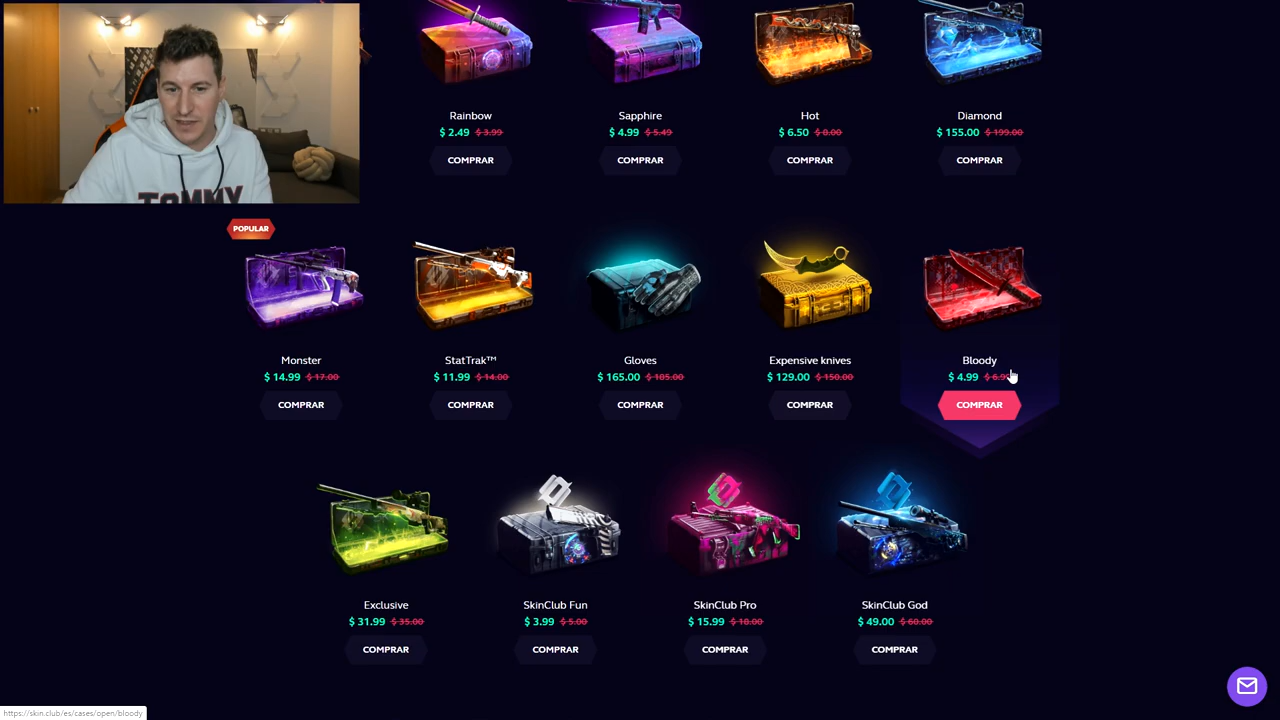 TOMMY
Rainbow
$ 2.49 $ 3.99
COMPRAR
Sapphire
$ 4.99 $ 5.49
COMPRAR
Hot
$ 6.50 $ 8.00
COMPRAR
Diamond
$ 155.00 $ 199.00
COMPRAR
POPULAR
Monster
$ 14.99 $ 17.00
COMPRAR
StatTrak™
$ 11.99 $ 14.00
COMPRAR
Gloves
$ 165.00 $ 185.00
COMPRAR
Expensive knives
$ 129.00 $ 150.00
COMPRAR
Bloody
$ 4.99
COMPRAR
Exclusive
$ 31.99 $ 35.00
COMPRAR
SkinClub Fun
$ 3.99 $ 5.00
COMPRAR
SkinClub Pro
$ 15.99 $ 18.00
COMPRAR
SkinClub God
$ 49.00 $ 60.00
COMPRAR
https://skin.club/es/cases/open/bloody